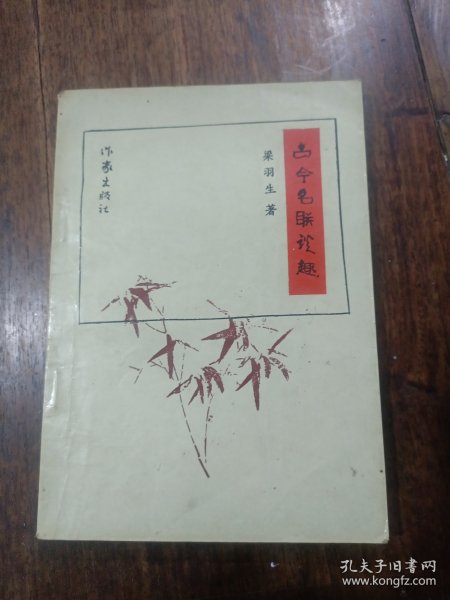 古今名联谈趣
梁羽生 著
作家出版社
孔夫子旧书网
www.kongfz.com